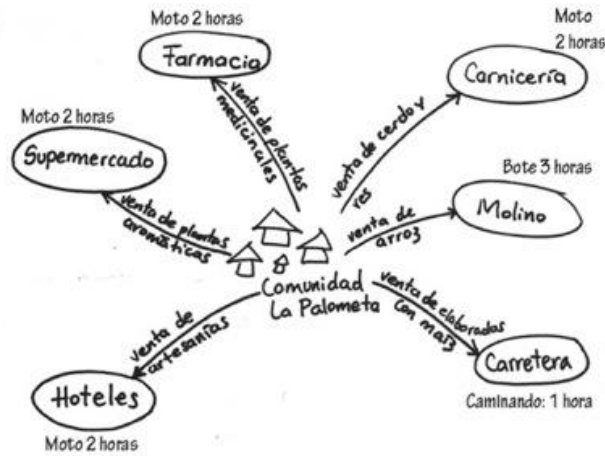 Moto 2 horas
Farmacia
venta de plantas
medicinales
Moto
2 horas
Carnicería
venta de cerdo y
res
Moto 2 horas
Supermercado
venta de plantas
aromáticas
Bote 3 horas
Molino
venta de
arroz
Comunidad
La Palometa
venta de elaborados
con maíz
Carretera
Caminando: 1 hora
venta de
artesanías
Hoteles
Moto 2 horas